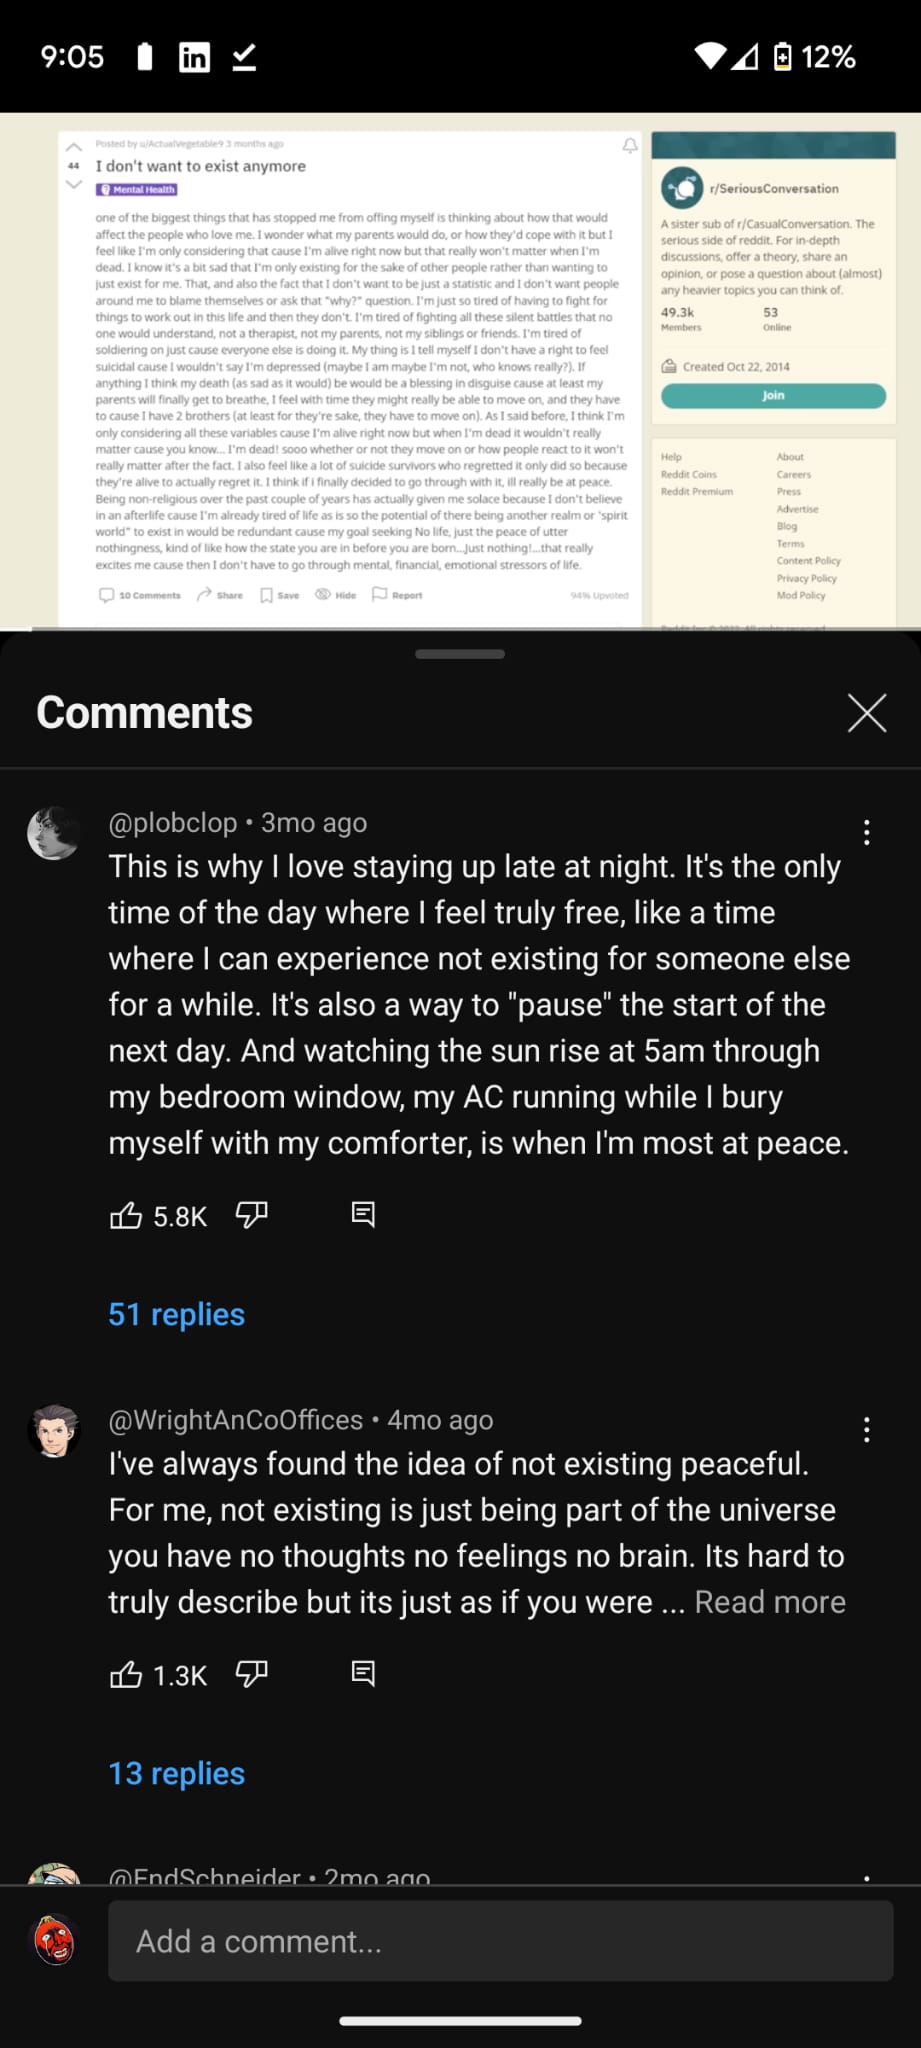 9:05
in
12%
Posted by u/ActualVegetable9 3 months ago
44
I don't want to exist anymore
Mental Health
one of the biggest things that has stopped me from offing myself is thinking about how that would
affect the people who love me. I wonder what my parents would do, or how they'd cope with it but I
feel like I'm only considering that cause I'm alive right now but that really won't matter when I'm
dead. I know it's a bit sad that I'm only existing for the sake of other people rather than wanting to
just exist for me. That, and also the fact that I don't want to be just a statistic and I don't want people
around me to blame themselves or ask that "why?" question. I'm just so tired of having to fight for
things to work out in this life and then they don't. I'm tired of fighting all these silent battles that no
one would understand, not a therapist, not my parents, not my siblings or friends. I'm tired of
soldiering on just cause everyone else is doing it. My thing is I tell myself I don't have a right to feel
suicidal cause I wouldn't say I'm depressed (maybe I am maybe I'm not, who knows really?). If
anything I think my death (as sad as it would) be would be a blessing in disguise cause at least my
parents will finally get to breathe, I feel with time they might really be able to move on, and they have
to cause I have 2 brothers (at least for they're sake, they have to move on). As I said before, I think I'm
only considering all these variables cause I'm alive right now but when I'm dead it wouldn't really
matter cause you know... I'm dead! sooo whether or not they move on or how people react to it won't
really matter after the fact. I also feel like a lot of suicide survivors who regretted it only did so because
they're alive to actually regret it. I think if i finally decided to go through with it, ill really be at peace.
Being non-religious over the past couple of years has actually given me solace because I don't believe
in an afterlife cause I'm already tired of life as is so the potential of there being another realm or 'spirit
world" to exist in would be redundant cause my goal seeking No life, just the peace of utter
nothingness, kind of like how the state you are in before you are born...Just nothing!...that really
excites me cause then I don't have to go through mental, financial, emotional stressors of life.
10 Comments Share Save Hide Report 94% Upvoted
r/SeriousConversation
A sister sub of r/CasualConversation. The
serious side of reddit. For in-depth
discussions, offer a theory, share an
opinion, or pose a question about (almost)
any heavier topics you can think of.
49.3k 53
Members Online
Created Oct 22, 2014
Join
Help About
Reddit Coins Careers
Reddit Premium Press
Advertise
Blog
Terms
Content Policy
Privacy Policy
Mod Policy
Comments
@plobclop • 3mo ago
This is why I love staying up late at night. It's the only
time of the day where I feel truly free, like a time
where I can experience not existing for someone else
for a while. It's also a way to "pause" the start of the
next day. And watching the sun rise at 5am through
my bedroom window, my AC running while I bury
myself with my comforter, is when I'm most at peace.
5.8K
51 replies
@WrightAnCoOffices • 4mo ago
I've always found the idea of not existing peaceful.
For me, not existing is just being part of the universe
you have no thoughts no feelings no brain. Its hard to
truly describe but its just as if you were ... Read more
1.3K
13 replies
@EndSchneider • 2mo ago
Add a comment...